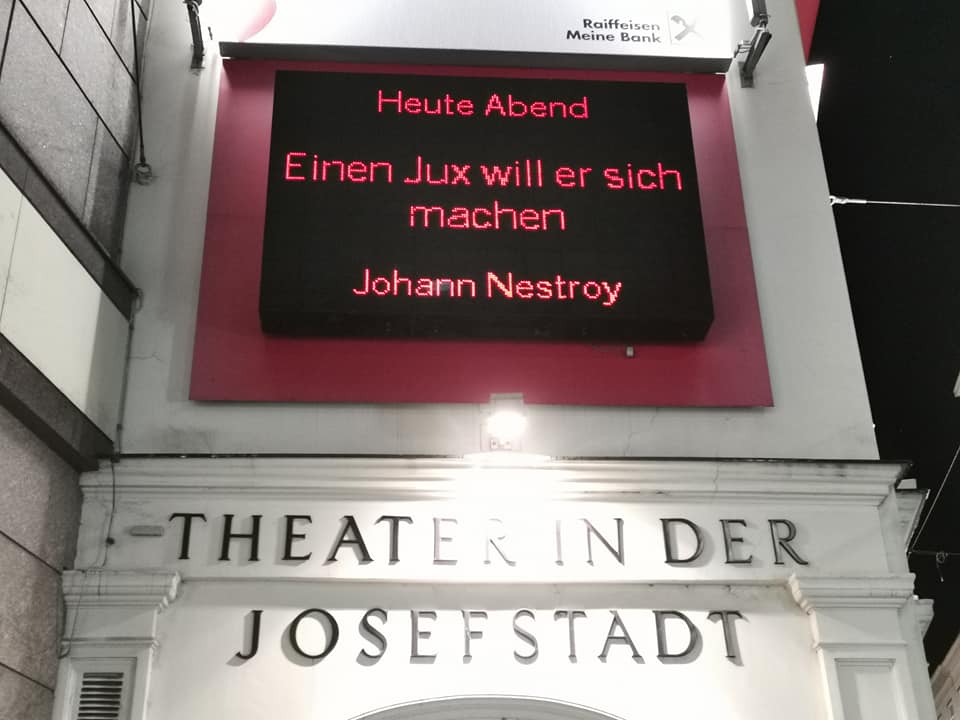 Raiffeisen
Meine Bank
Heute Abend
Einen Jux will er sich
machen
Johann Nestroy
THEATER IN DER
JOSEFSTADT